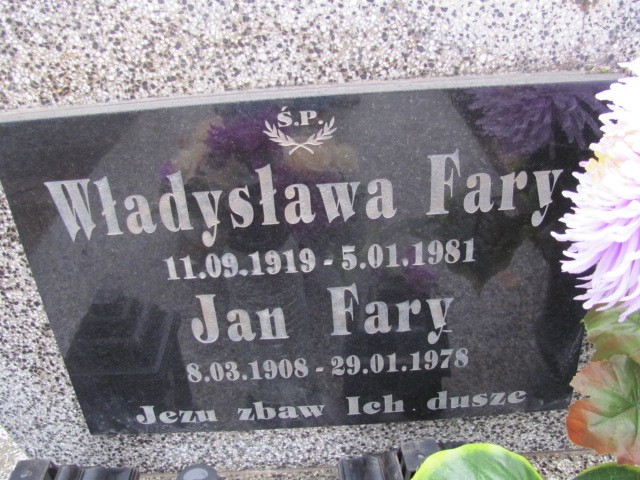 Ś.P.
Władysława Fary
11.09.1919 - 5.01.1981
Jan Fary
8.03.1908 - 29.01.1978
Jezu zbaw Ich dusze